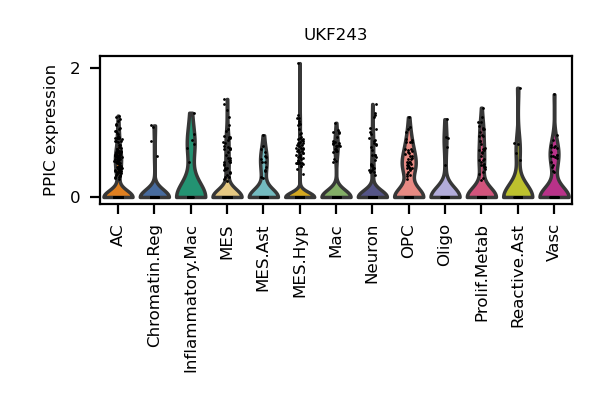 UKF243
PPIC expression
2
0
AC
Chromatin.Reg
Inflammatory.Mac
MES
MES.Ast
MES.Hyp
Mac
Neuron
OPC
Oligo
Prolif.Metab
Reactive.Ast
Vasc